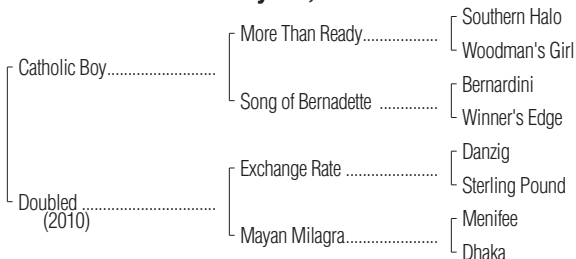 Southern Halo
More Than Ready..................
Woodman's Girl
Catholic Boy..........................
Bernardini
Song of Bernadette ..............
Winner's Edge
Danzig
Exchange Rate ......................
Sterling Pound
Doubled ................................
(2010)
Menifee
Mayan Milagra......................
Dhaka